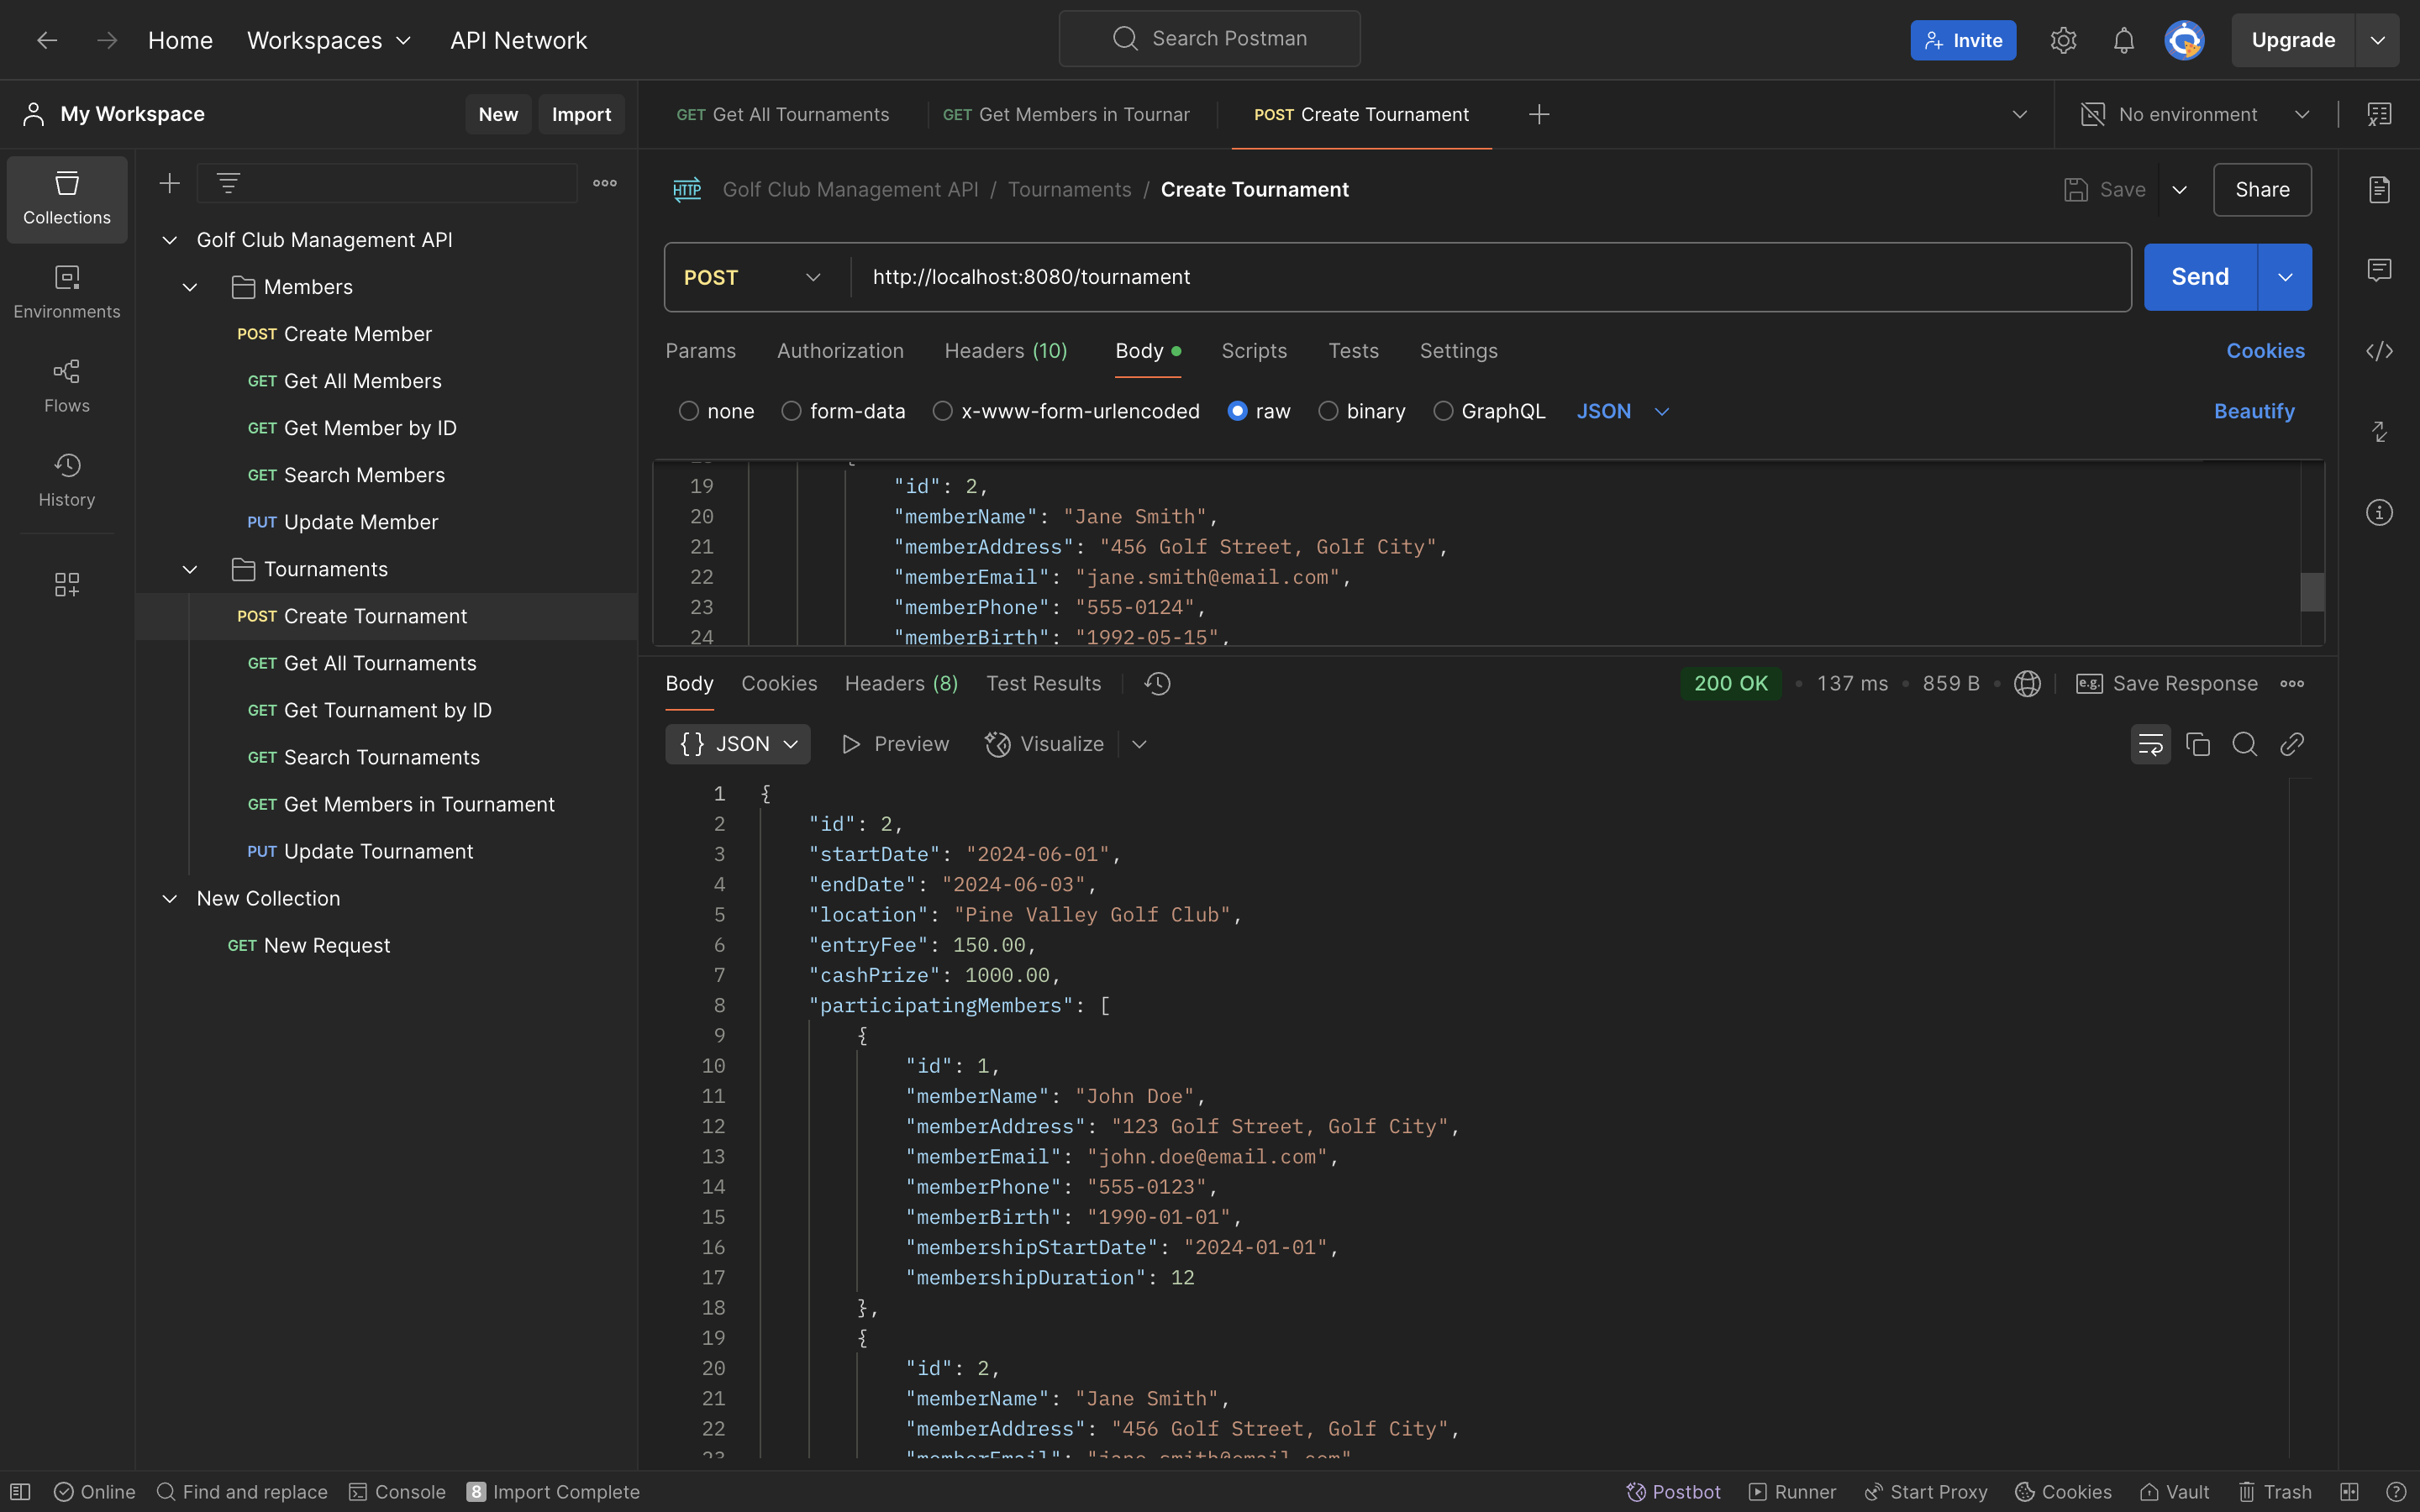 Home Workspaces API Network
Search Postman
Invite
Upgrade
My Workspace
New Import
Collections
Environments
Flows
History
Golf Club Management API
Members
POST Create Member
GET Get All Members
GET Get Member by ID
GET Search Members
PUT Update Member
Tournaments
POST Create Tournament
GET Get All Tournaments
GET Get Tournament by ID
GET Search Tournaments
GET Get Members in Tournament
PUT Update Tournament
New Collection
GET New Request
GET Get All Tournaments
GET Get Members in Tournar
POST Create Tournament
No environment
HTTP Golf Club Management API / Tournaments / Create Tournament
Save
Share
POST http://localhost:8080/tournament
Send
Params Authorization Headers (10) Body Scripts Tests Settings
Cookies
none form-data x-www-form-urlencoded raw binary GraphQL JSON
Beautify
19 "id": 2,
20 "memberName": "Jane Smith",
21 "memberAddress": "456 Golf Street, Golf City",
22 "memberEmail": "jane.smith@email.com",
23 "memberPhone": "555-0124",
24 "memberBirth": "1992-05-15",
Body Cookies Headers (8) Test Results
200 OK • 137 ms • 859 B •
e.g. Save Response
{} JSON Preview Visualize
1 {
2 "id": 2,
3 "startDate": "2024-06-01",
4 "endDate": "2024-06-03",
5 "location": "Pine Valley Golf Club",
6 "entryFee": 150.00,
7 "cashPrize": 1000.00,
8 "participatingMembers": [
9 {
10 "id": 1,
11 "memberName": "John Doe",
12 "memberAddress": "123 Golf Street, Golf City",
13 "memberEmail": "john.doe@email.com",
14 "memberPhone": "555-0123",
15 "memberBirth": "1990-01-01",
16 "membershipStartDate": "2024-01-01",
17 "membershipDuration": 12
18 },
19 {
20 "id": 2,
21 "memberName": "Jane Smith",
22 "memberAddress": "456 Golf Street, Golf City",
23 "memberEmail": "jane.smith@email.com"
Online Find and replace Console 8 Import Complete
Postbot Runner Start Proxy Cookies Vault Trash